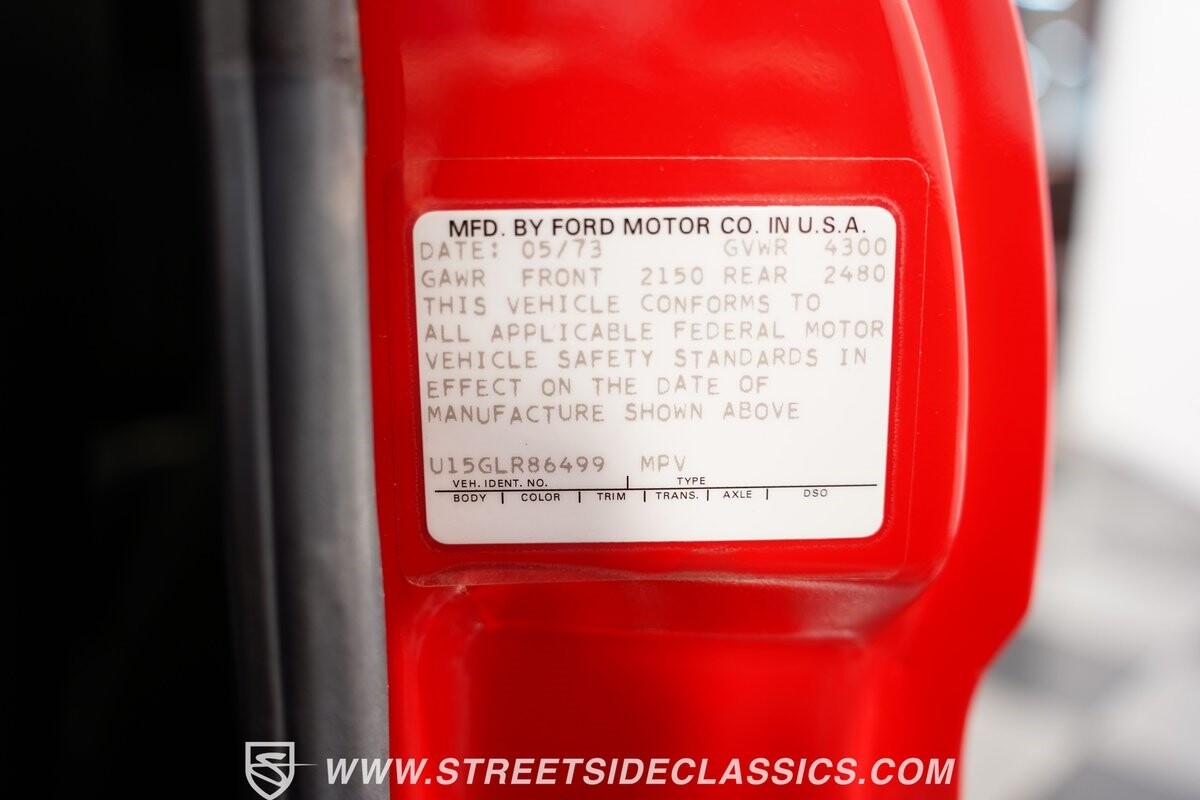 MFD. BY FORD MOTOR CO. IN U.S.A.
DATE: 05/73 GVWR 4300
GAWR FRONT 2150 REAR 2480
THIS VEHICLE CONFORMS TO
ALL APPLICABLE FEDERAL MOTOR
VEHICLE SAFETY STANDARDS IN
EFFECT ON THE DATE OF
MANUFACTURE SHOWN ABOVE
U15GLR86499 MPV
VEH. IDENT. NO. | TYPE
BODY | COLOR | TRIM | TRANS. | AXLE | DSO
WWW.STREETSIDECLASSICS.COM